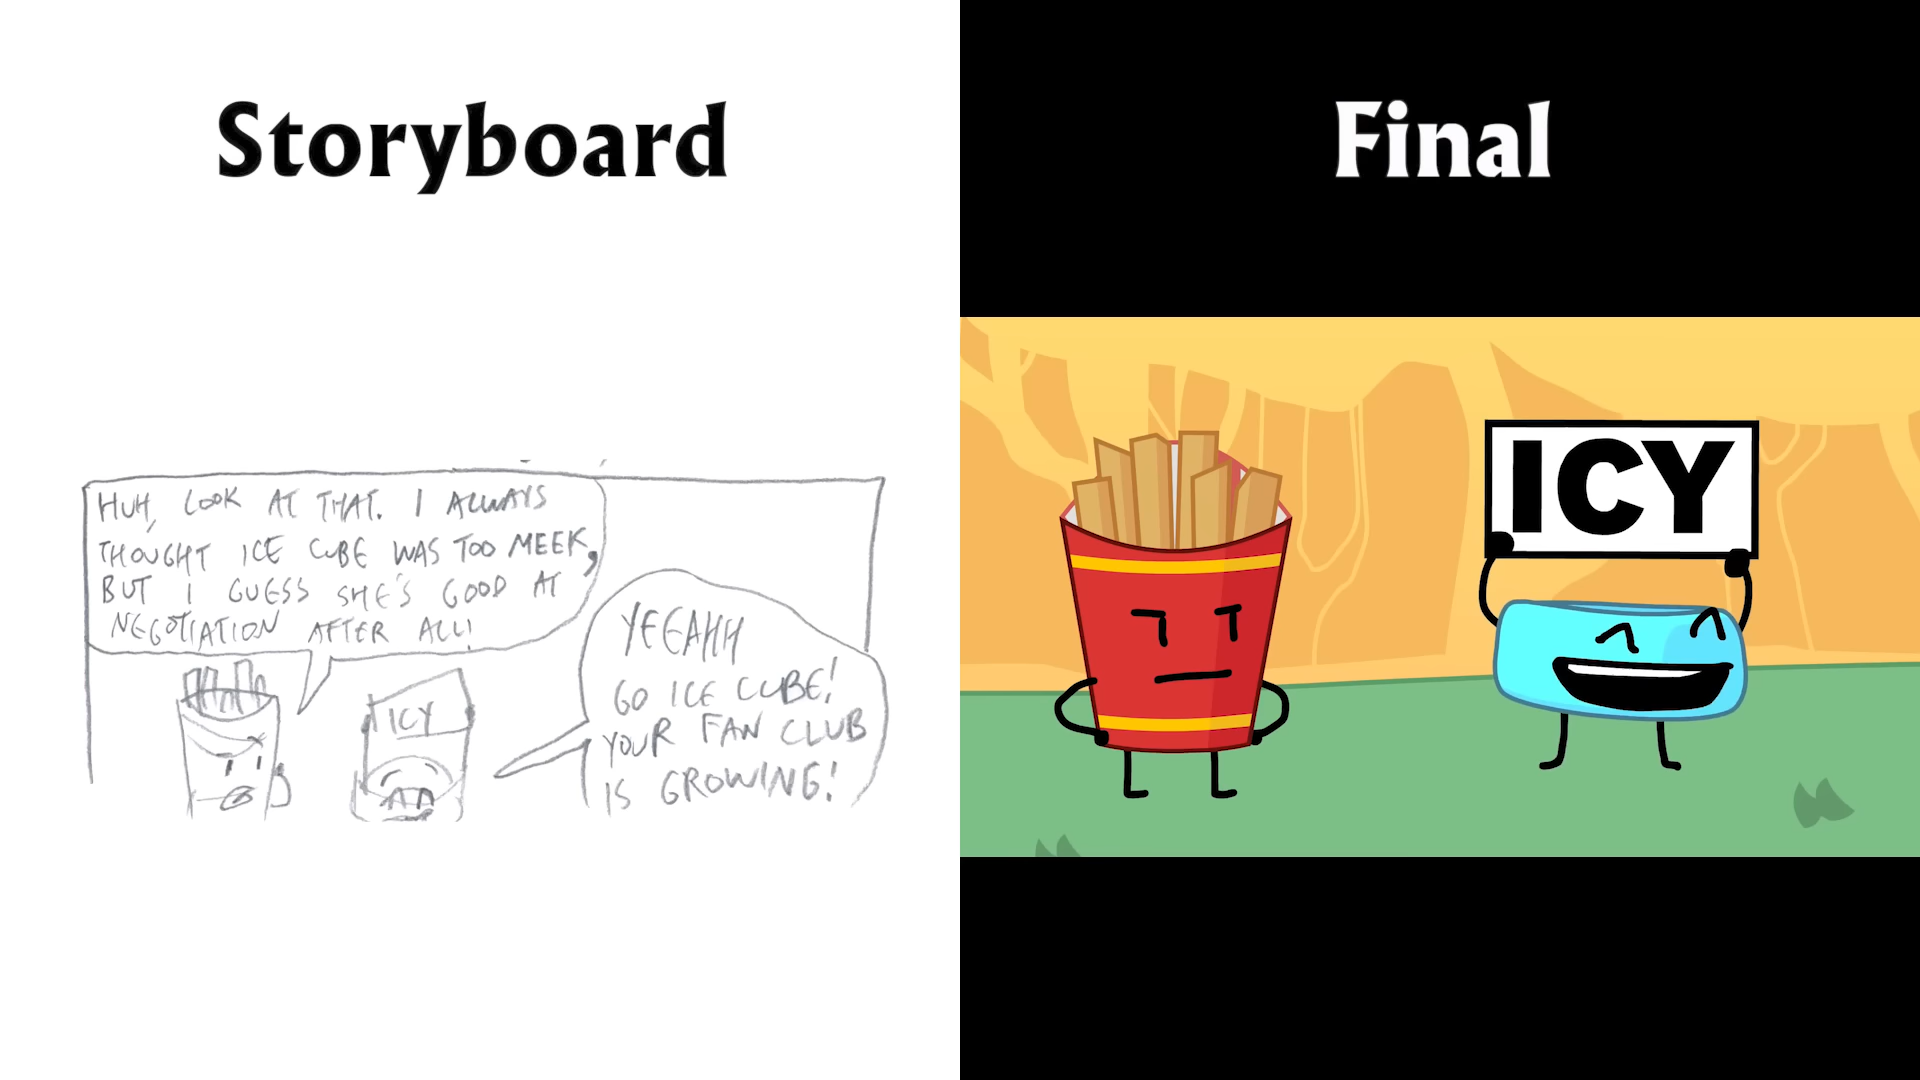 Storyboard
HUH, LOOK AT THAT. I ALWAYS
THOUGHT ICE CUBE WAS TOO MEEK,
BUT I GUESS SHE'S GOOD AT
NEGOTIATION AFTER ALL!
ICY
YEEAHH
GO ICE CUBE!
YOUR FAN CLUB
IS GROWING!
Final
ICY